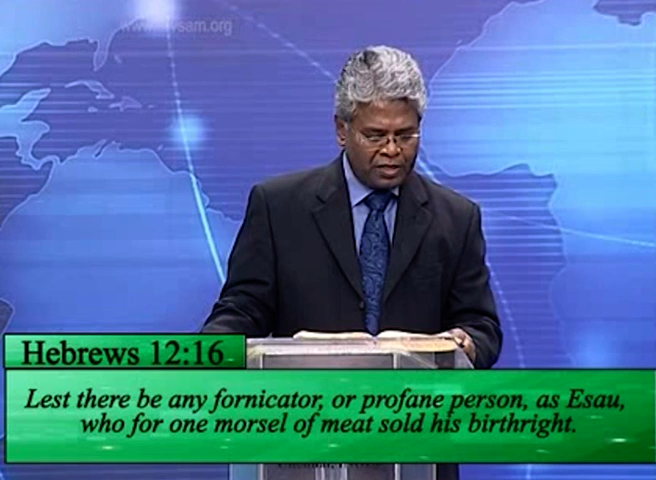 Hebrews 12:16
Lest there be any fornicator, or profane person, as Esau,
who for one morsel of meat sold his birthright.